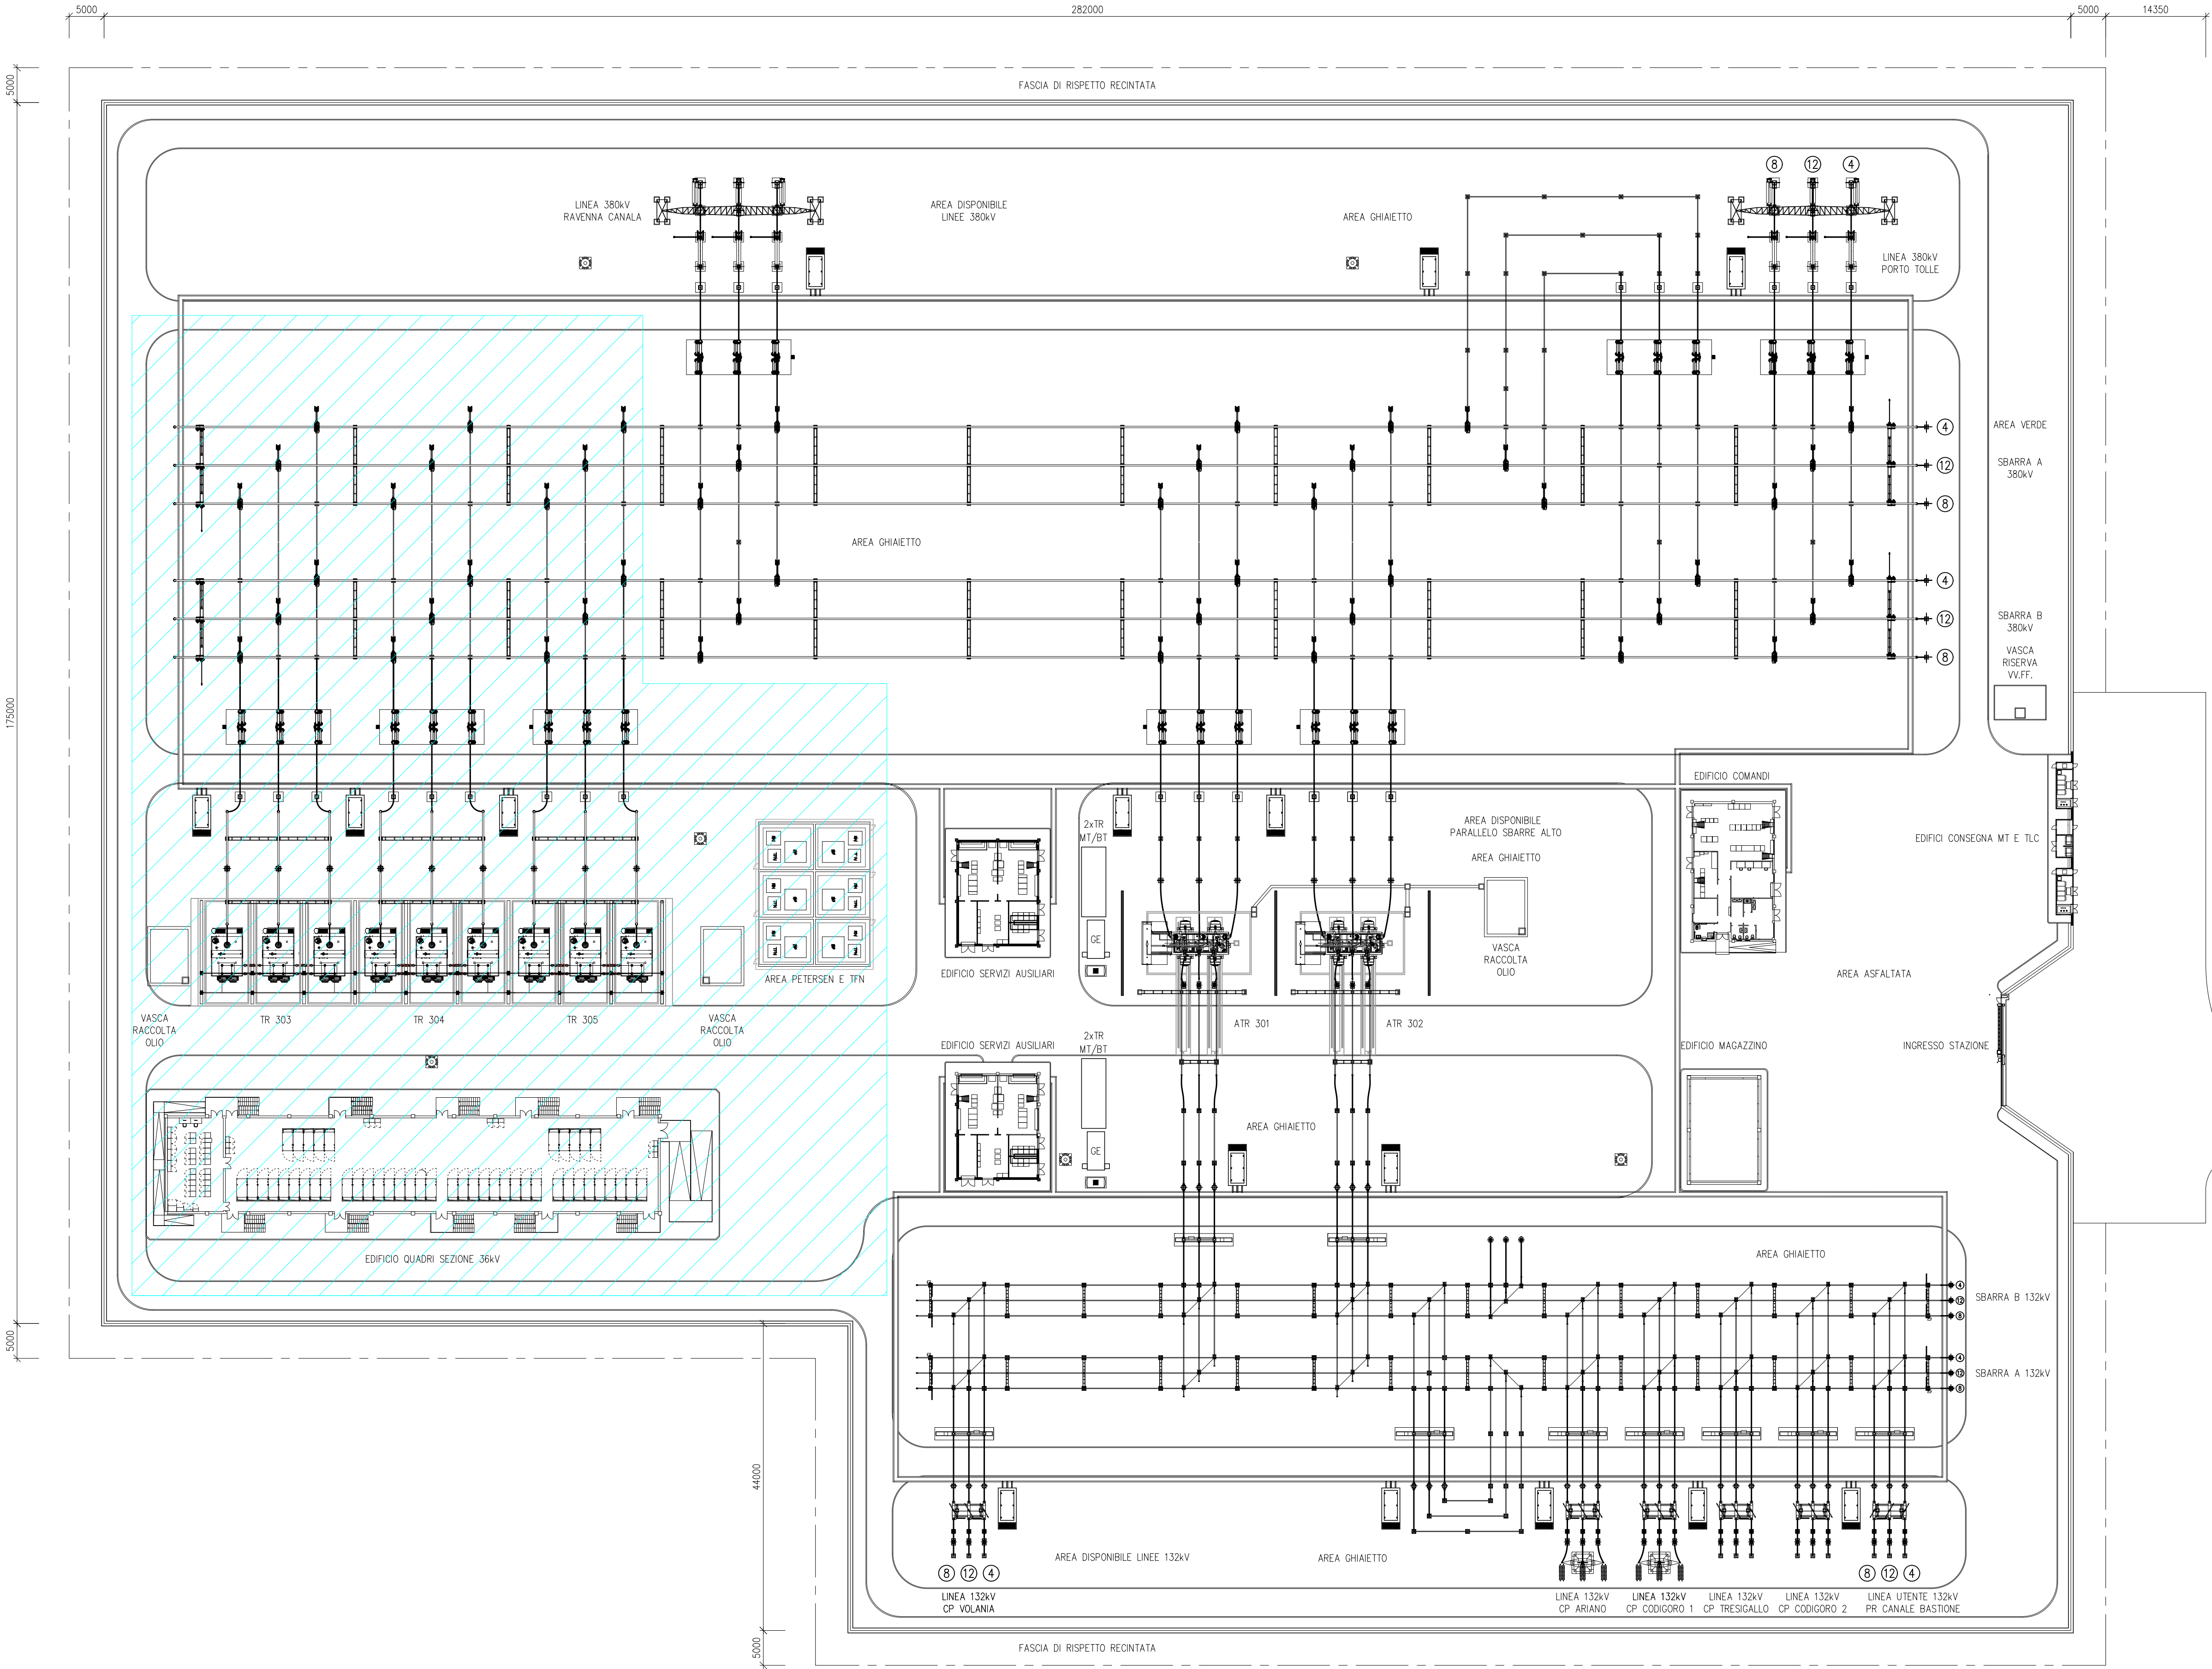 5000
282000
5000
14350
5000
FASCIA DI RISPETTO RECINTATA
8
12
4
LINEA 380kV
RAVENNA CANALA
AREA DISPONIBILE
LINEE 380kV
AREA GHIAIETTO
LINEA 380kV
PORTO TOLLE
4
AREA VERDE
12
SBARRA A
380kV
8
AREA GHIAIETTO
4
12
SBARRA B
380kV
8
VASCA
RISERVA
VV.FF.
175000
EDIFICIO COMANDI
2xTR
MT/BT
AREA DISPONIBILE
PARALLELO SBARRE ALTO
EDIFICI CONSEGNA MT E TLC
AREA GHIAIETTO
GE
VASCA
RACCOLTA
OLIO
AREA PETERSEN E TFN
EDIFICIO SERVIZI AUSILIARI
AREA ASFALTATA
VASCA
RACCOLTA
OLIO
TR 303
TR 304
TR 305
VASCA
RACCOLTA
OLIO
ATR 301
ATR 302
EDIFICIO SERVIZI AUSILIARI
2xTR
MT/BT
EDIFICIO MAGAZZINO
INGRESSO STAZIONE
AREA GHIAIETTO
GE
EDIFICIO QUADRI SEZIONE 36kV
AREA GHIAIETTO
4
12
8
SBARRA B 132kV
5000
4
12
8
SBARRA A 132kV
44000
AREA DISPONIBILE LINEE 132kV
AREA GHIAIETTO
8
12
4
8
12
4
LINEA 132kV
CP VOLANIA
LINEA 132kV
CP ARIANO
LINEA 132kV
CP CODIGORO 1
LINEA 132kV
CP TRESIGALLO
LINEA 132kV
CP CODIGORO 2
LINEA UTENTE 132kV
PR CANALE BASTIONE
5000
FASCIA DI RISPETTO RECINTATA